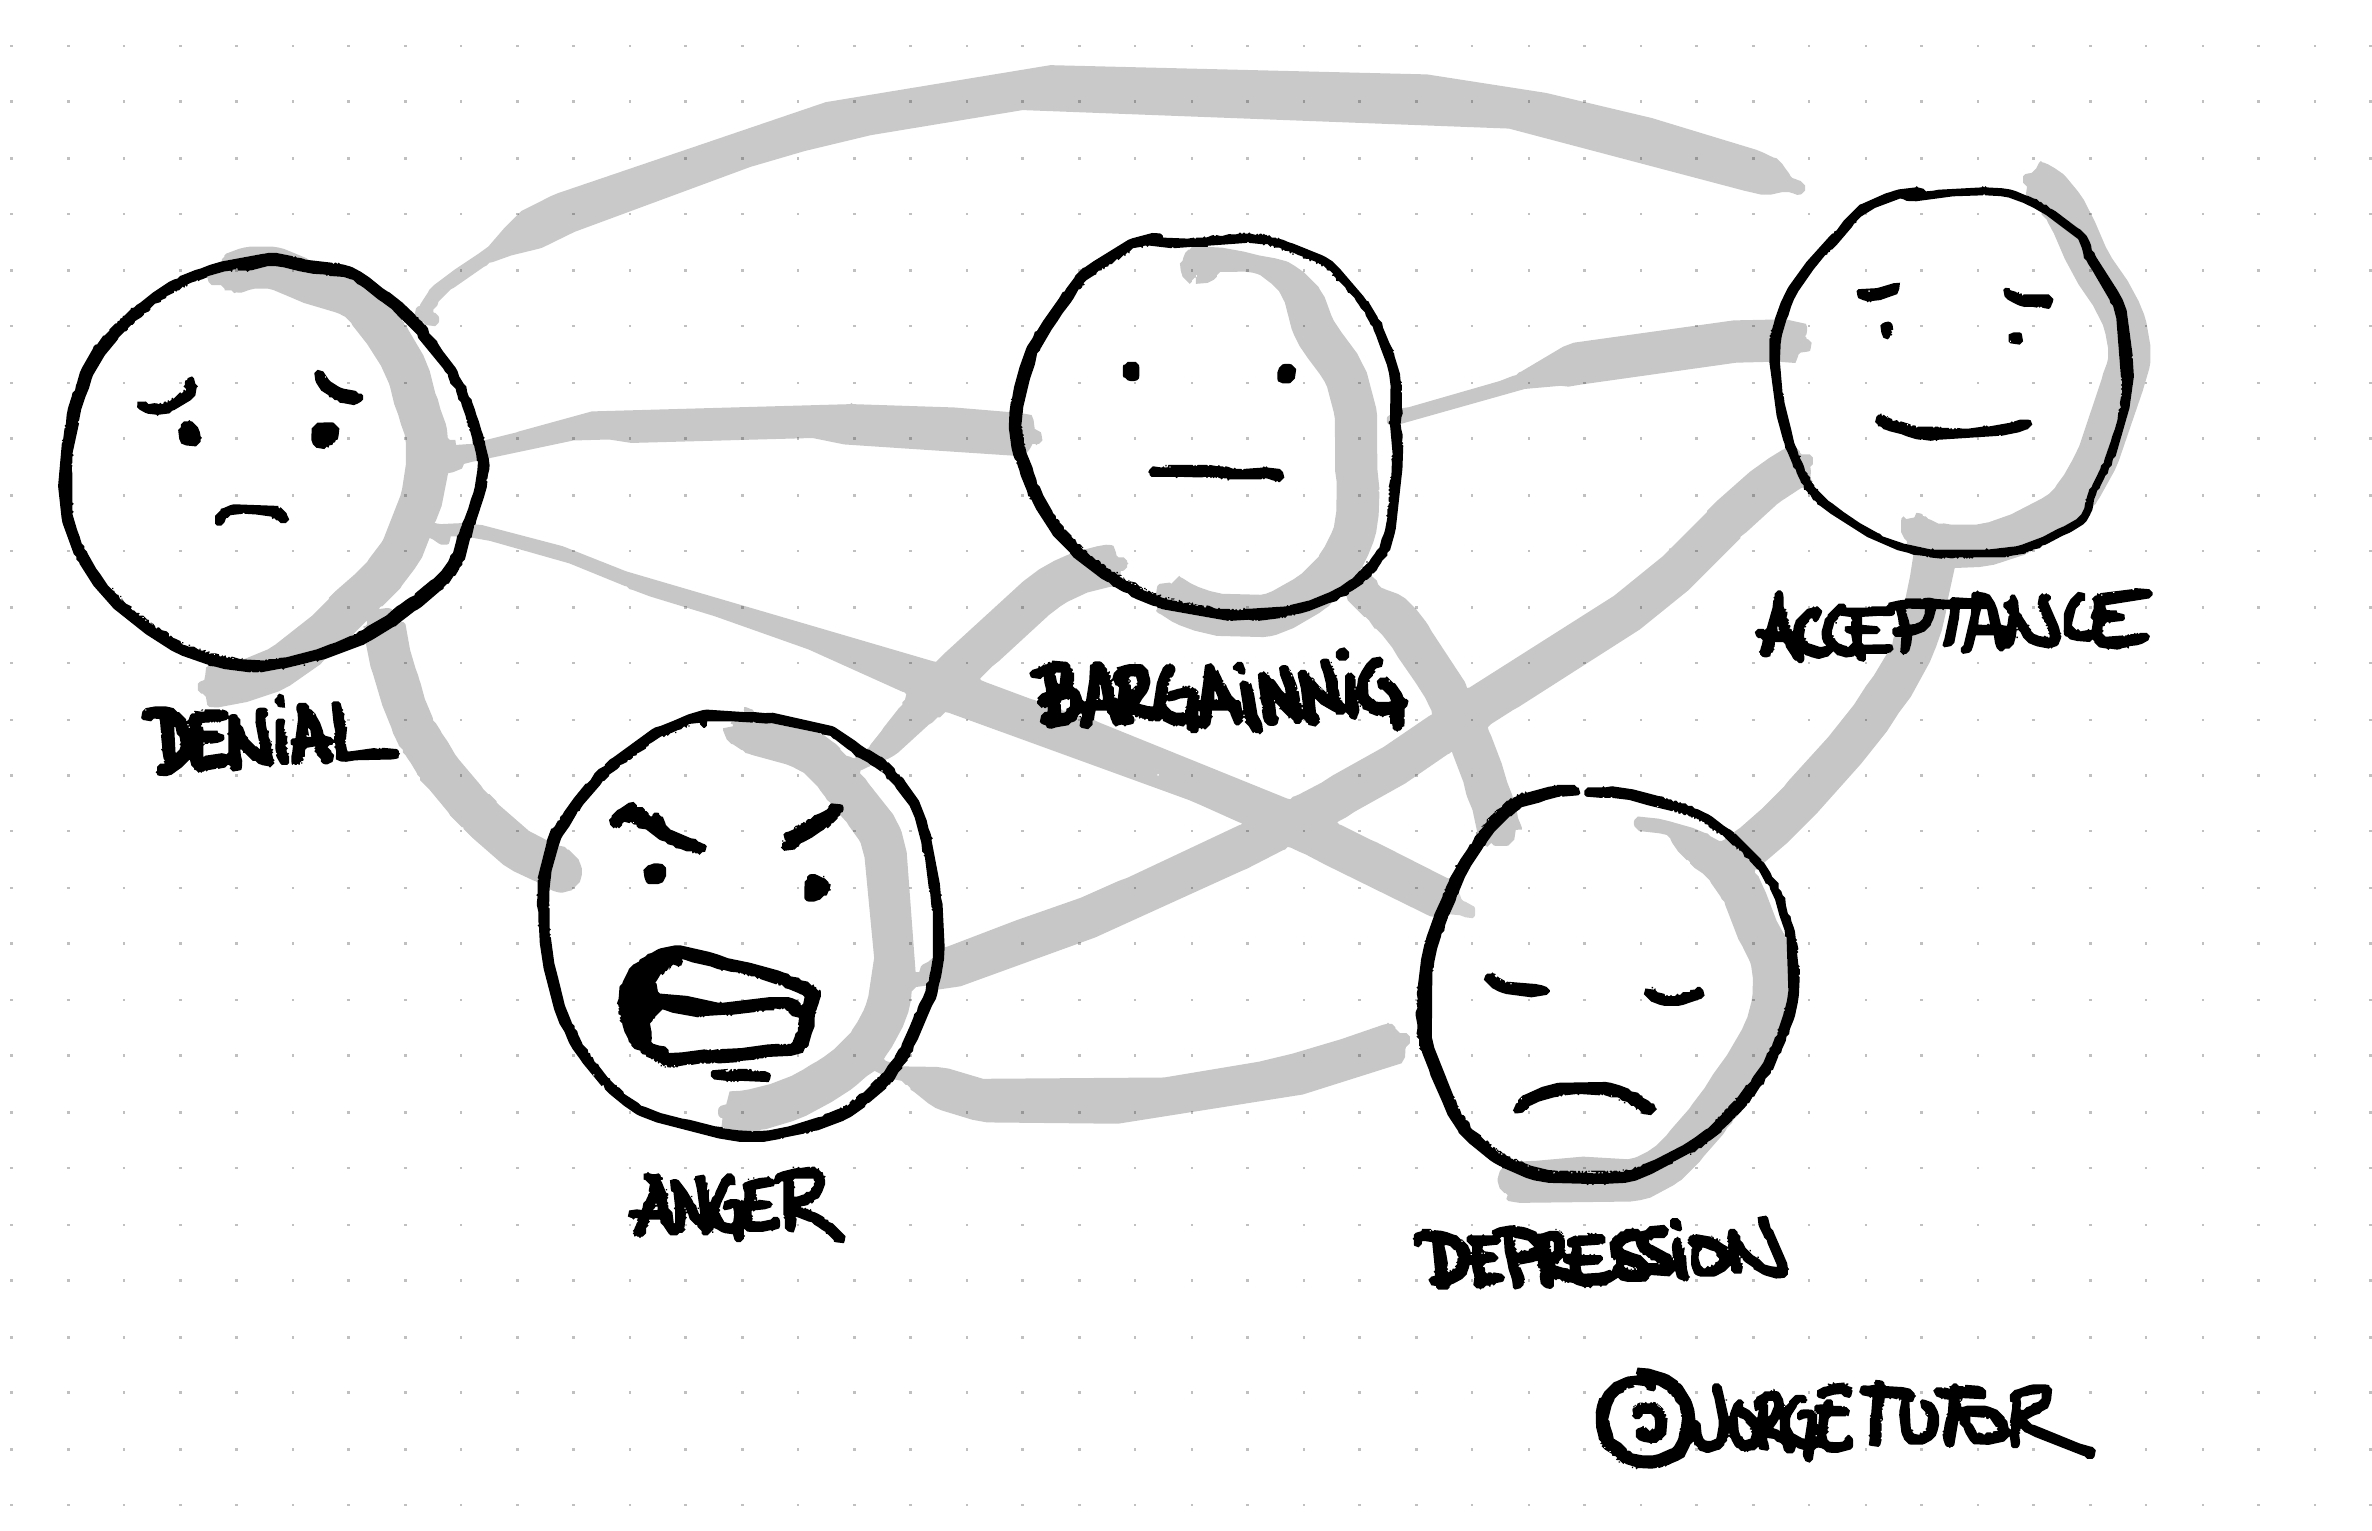 DENiAL
BARGAiNNiG
ACCEPTANCE
ANGER
DEPRESSiON
© JORGETUTOR